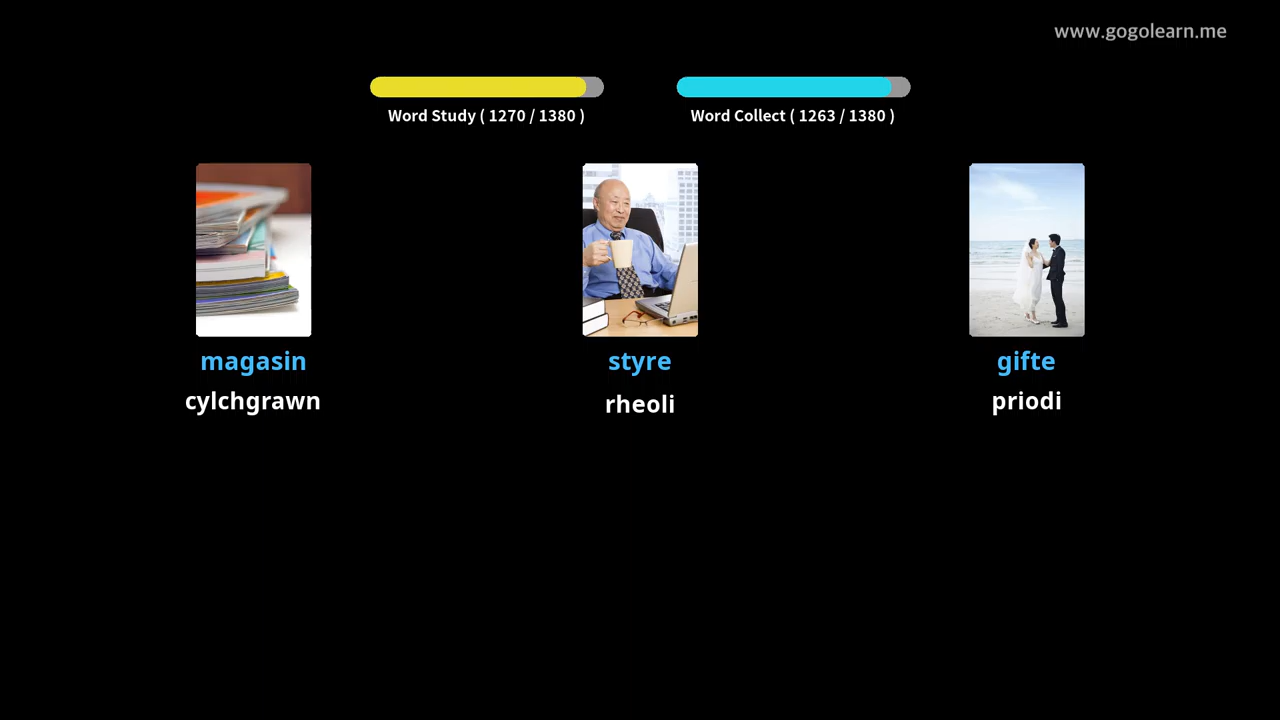 www.gogolearn.me
Word Study ( 1270 / 1380 )
Word Collect ( 1263 / 1380 )
magasin
styre
gifte
cylchgrawn
rheoli
priodi